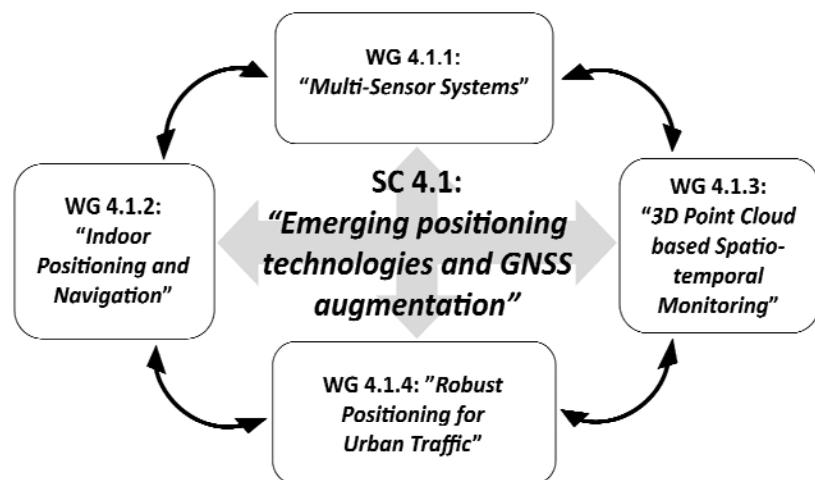 WG 4.1.1:
“Multi-Sensor Systems”
SC 4.1:
“Emerging positioning
technologies and GNSS
augmentation”
WG 4.1.2:
“Indoor
Positioning and
Navigation”
WG 4.1.3:
“3D Point Cloud
based Spatio-
temporal
Monitoring”
WG 4.1.4: ”Robust
Positioning for
Urban Traffic”